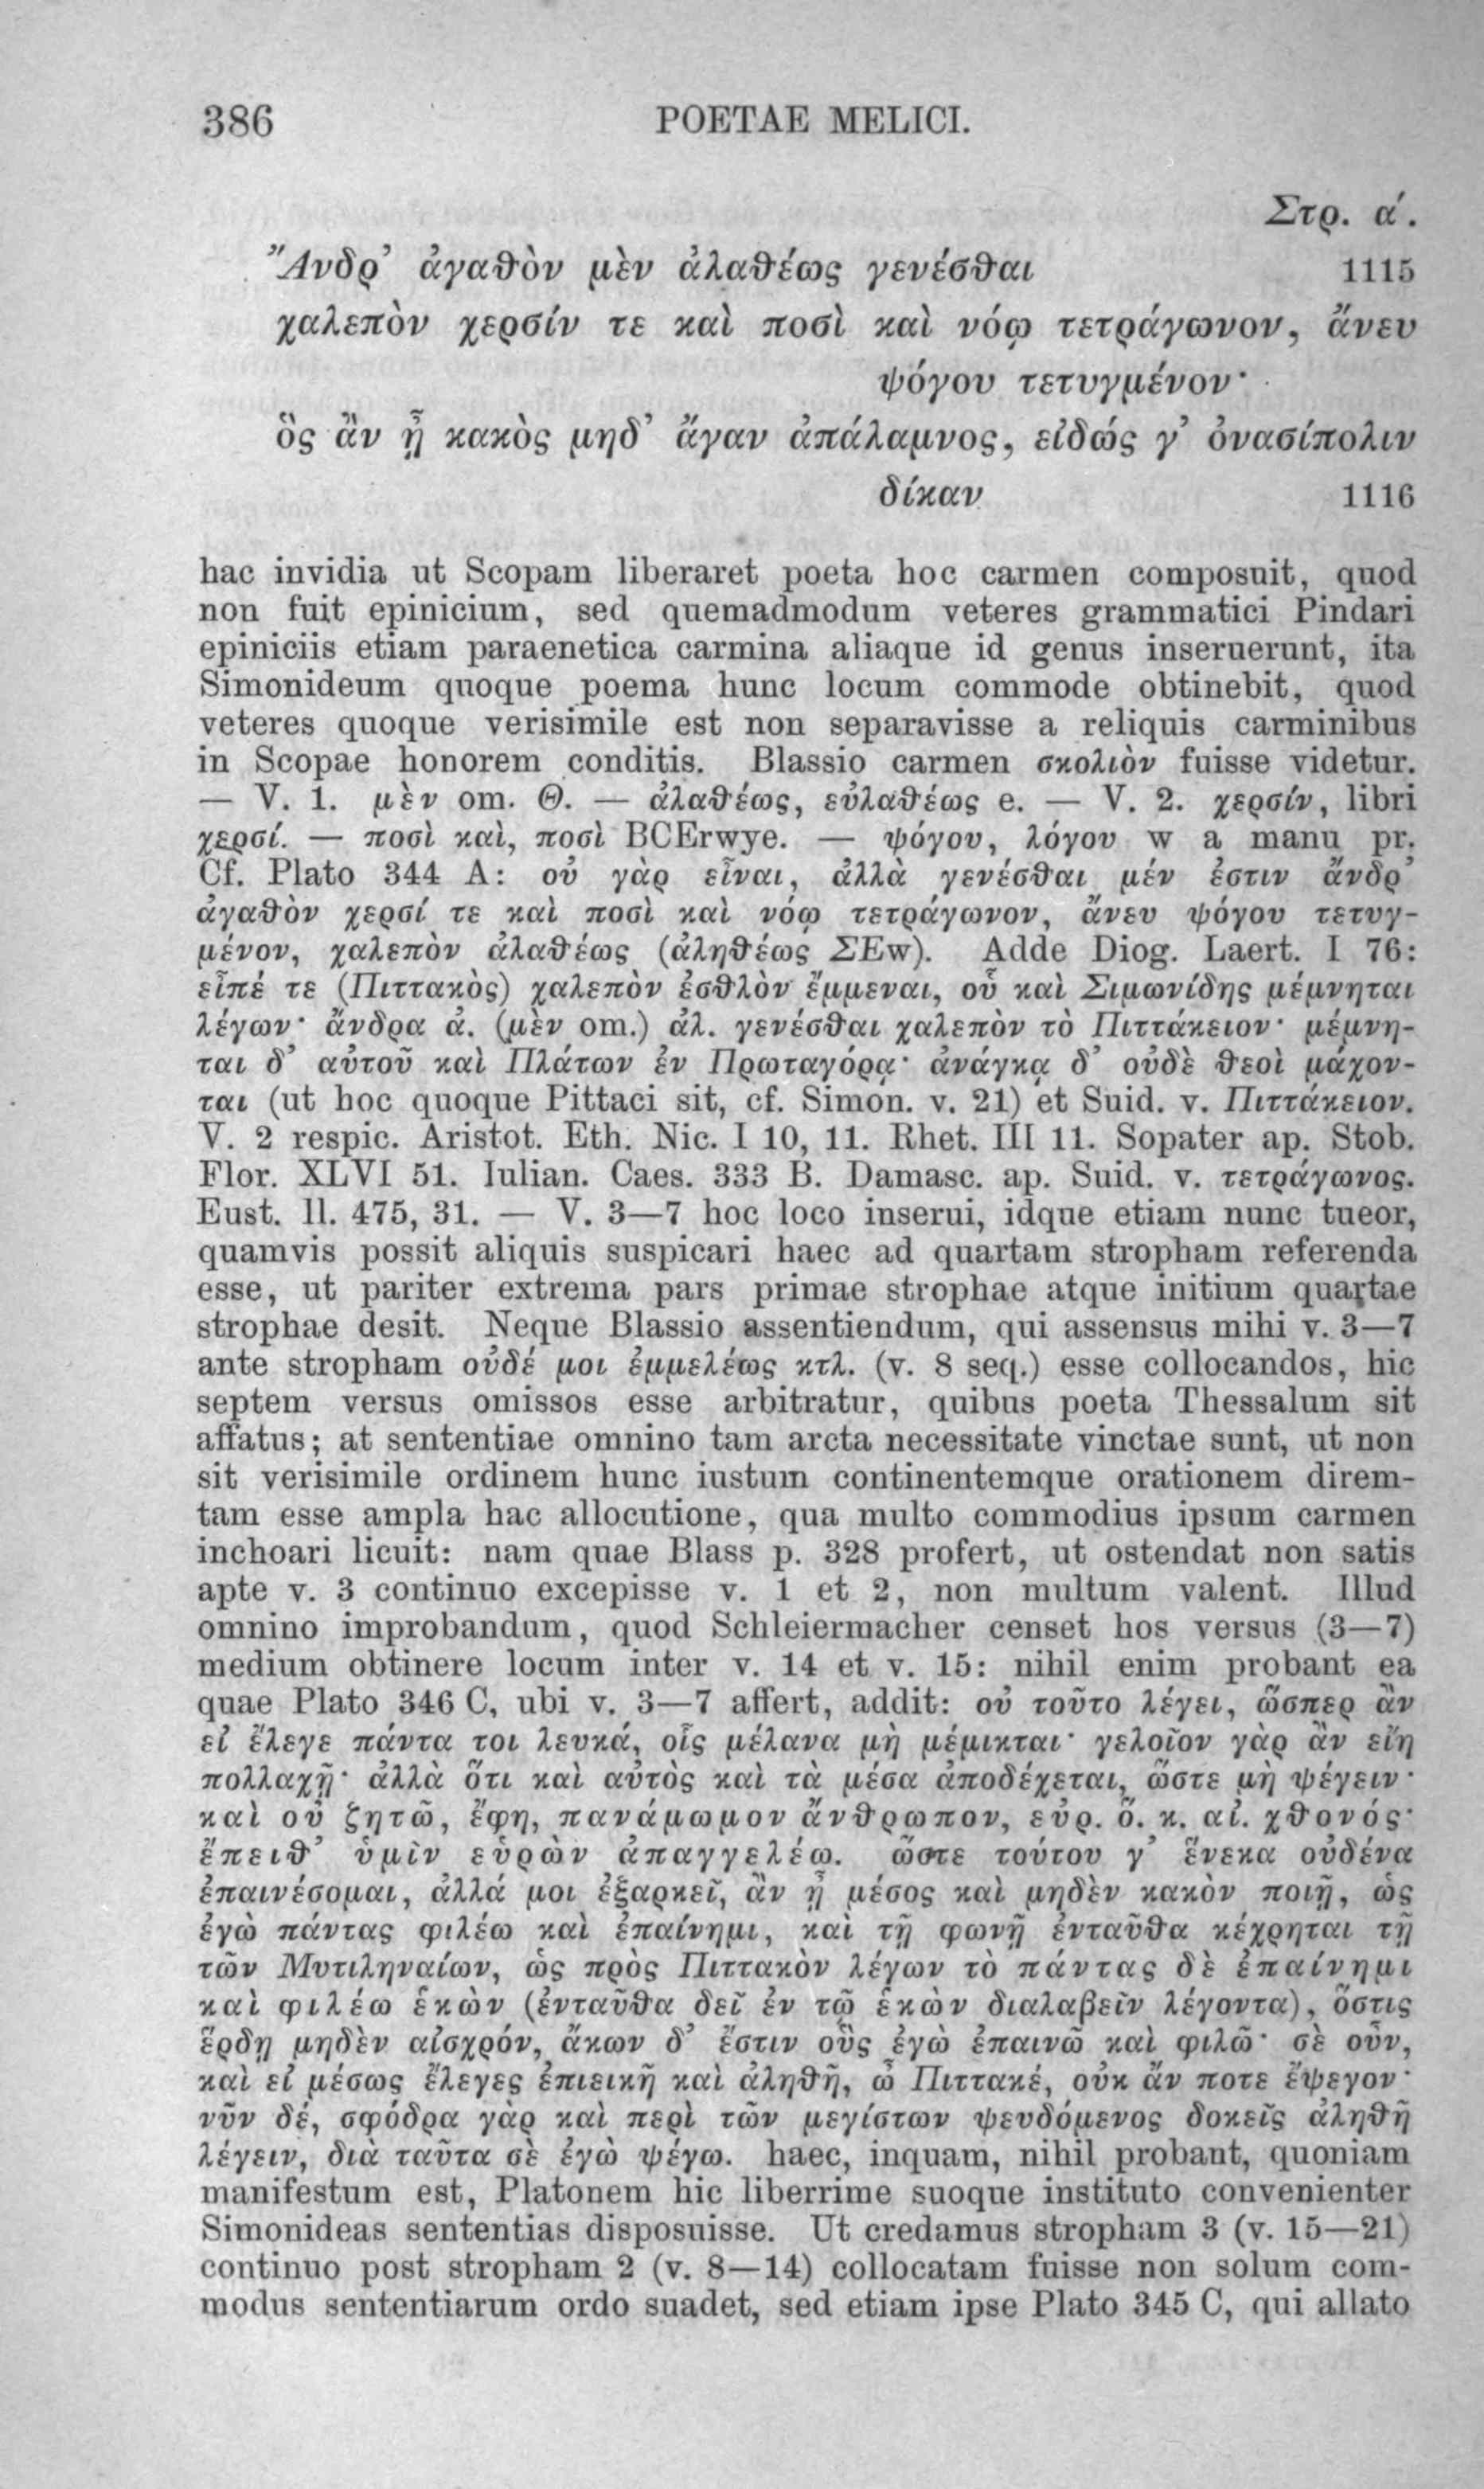 386 POETAE MELICI.
Στρ. α΄.
Ἄνδρ’ ἀγαθὸν μὲν ἀλαθέως γενέσθαι 1115
χαλεπὸν χερσίν τε καὶ ποσὶ καὶ νόῳ τετράγωνον, ἄνευ
ψόγου τετυγμένον·
ὃς ἂν ᾖ κακὸς μηδ’ ἄγαν ἀπάλαμνος, εἰδώς γ’ ὀνασίπολιν
δίκαν 1116
hac invidia ut Scopam liberaret poeta hoc carmen composuit, quod
non fuit epinicium, sed quemadmodum veteres grammatici Pindari
epiniciis etiam paraenetica carmina aliaque id genus inseruerunt, ita
Simonideum quoque poema hunc locum commode obtinebit, quod
veteres quoque verisimile est non separavisse a reliquis carminibus
in Scopae honorem conditis. Blassio carmen σκολιὸν fuisse videtur.
— V. 1. μὲν om. Θ. — ἀλαθέως, εὐλαθέως e. — V. 2. χερσίν, libri
χερσί. — ποσὶ καὶ, ποσὶ BCErwye. — ψόγου, λόγου w a manu pr.
Cf. Plato 344 A: οὐ γὰρ εἶναι, ἀλλὰ γενέσθαι μέν ἐστιν ἄνδρ’
ἀγαθὸν χερσί τε καὶ ποσὶ καὶ νόῳ τετράγωνον, ἄνευ ψόγου τετυγ-
μένον, χαλεπὸν ἀλαθέως (ἀληθέως ΣEw). Adde Diog. Laert. I 76:
εἶπέ τε (Πιττακὸς) χαλεπὸν ἐσθλὸν ἔμμεναι, οὗ καὶ Σιμωνίδης μέμνηται
λέγων· ἄνδρα ἀ. (μὲν om.) ἀλ. γενέσθαι χαλεπὸν τὸ Πιττάκειον· μέμνη-
ται δ’ αὐτοῦ καὶ Πλάτων ἐν Πρωταγόρᾳ· ἀνάγκᾳ δ’ οὐδὲ θεοὶ μάχον-
ται (ut hoc quoque Pittaci sit, cf. Simon. v. 21) et Suid. v. Πιττάκειον.
V. 2 respic. Aristot. Eth. Nic. I 10, 11. Rhet. III 11. Sopater ap. Stob.
Flor. XLVI 51. Iulian. Caes. 333 B. Damasc. ap. Suid. v. τετράγωνος.
Eust. Il. 475, 31. — V. 3—7 hoc loco inserui, idque etiam nunc tueor,
quamvis possit aliquis suspicari haec ad quartam stropham referenda
esse, ut pariter extrema pars primae strophae atque initium quartae
strophae desit. Neque Blassio assentiendum, qui assensus mihi v. 3—7
ante stropham οὐδέ μοι ἐμμελέως κτλ. (v. 8 seq.) esse collocandos, hic
septem versus omissos esse arbitratur, quibus poeta Thessalum sit
affatus; at sententiae omnino tam arcta necessitate vinctae sunt, ut non
sit verisimile ordinem hunc iustum continentemque orationem direm-
tam esse ampla hac allocutione, qua multo commodius ipsum carmen
inchoari licuit: nam quae Blass p. 328 profert, ut ostendat non satis
apte v. 3 continuo excepisse v. 1 et 2, non multum valent. Illud
omnino improbandum, quod Schleiermacher censet hos versus (3—7)
medium obtinere locum inter v. 14 et v. 15: nihil enim probant ea
quae Plato 346 C, ubi v. 3—7 affert, addit: οὐ τοῦτο λέγει, ὥσπερ ἂν
εἰ ἔλεγε πάντα τοι λευκά, οἷς μέλανα μὴ μέμικται· γελοῖον γὰρ ἂν εἴη
πολλαχῇ· ἀλλὰ ὅτι καὶ αὐτὸς καὶ τὰ μέσα ἀποδέχεται, ὥστε μὴ ψέγειν·
καὶ οὐ ζητῶ, ἔφη, πανάμωμον ἄνθρωπον, εὐρ. ὅ. κ. αἰ. χθονός·
ἔπειθ’ ὑμὶν εὑρὼν ἀπαγγελέω. ὥστε τούτου γ’ ἕνεκα οὐδένα
ἐπαινέσομαι, ἀλλά μοι ἐξαρκεῖ, ἂν ᾖ μέσος καὶ μηδὲν κακὸν ποιῇ, ὡς
ἐγὼ πάντας φιλέω καὶ ἐπαίνημι, καὶ τῇ φωνῇ ἐνταῦθα κέχρηται τῇ
τῶν Μυτιληναίων, ὡς πρὸς Πιττακὸν λέγων τὸ πάντας δὲ ἐπαίνημι
καὶ φιλέω ἑκὼν (ἐνταῦθα δεῖ ἐν τῷ ἑκὼν διαλαβεῖν λέγοντα), ὅστις
ἕρδῃ μηδὲν αἰσχρόν, ἄκων δ’ ἔστιν οὓς ἐγὼ ἐπαινῶ καὶ φιλῶ· σὲ οὖν,
καὶ εἰ μέσως ἔλεγες ἐπιεικῆ καὶ ἀληθῆ, ὦ Πιττακέ, οὐκ ἄν ποτε ἔψεγον·
νῦν δέ, σφόδρα γὰρ καὶ περὶ τῶν μεγίστων ψευδόμενος δοκεῖς ἀληθῆ
λέγειν, διὰ ταῦτα σὲ ἐγὼ ψέγω. haec, inquam, nihil probant, quoniam
manifestum est, Platonem hic liberrime suoque instituto convenienter
Simonideas sententias disposuisse. Ut credamus stropham 3 (v. 15—21)
continuo post stropham 2 (v. 8—14) collocatam fuisse non solum com-
modus sententiarum ordo suadet, sed etiam ipse Plato 345 C, qui allato